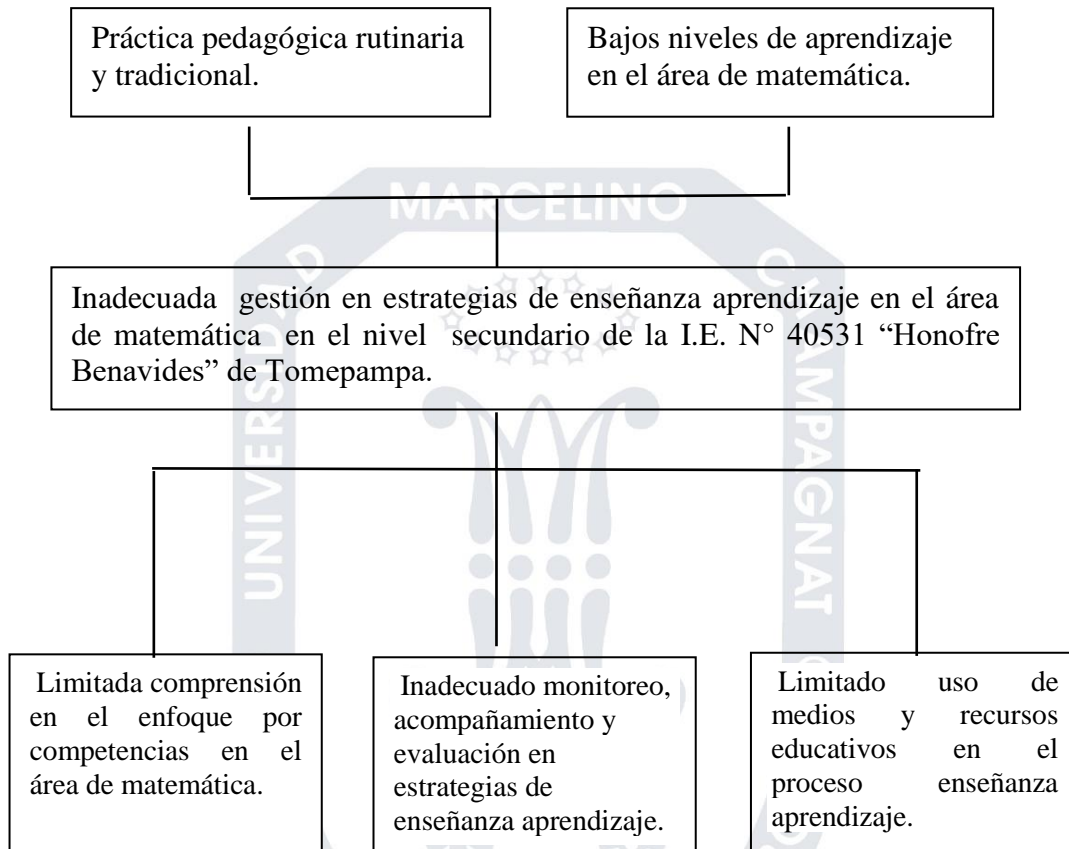 Práctica pedagógica rutinaria
y tradicional.
Bajos niveles de aprendizaje
en el área de matemática.
MARCELINO
UNIVERSIDAD
CHAMPAGNAT
Inadecuada gestión en estrategias de enseñanza aprendizaje en el área
de matemática en el nivel secundario de la I.E. N° 40531 “Honofre
Benavides” de Tomepampa.
Limitada comprensión
en el enfoque por
competencias en el
área de matemática.
Inadecuado monitoreo,
acompañamiento y
evaluación en
estrategias de
enseñanza aprendizaje.
Limitado uso de
medios y recursos
educativos en el
proceso enseñanza
aprendizaje.